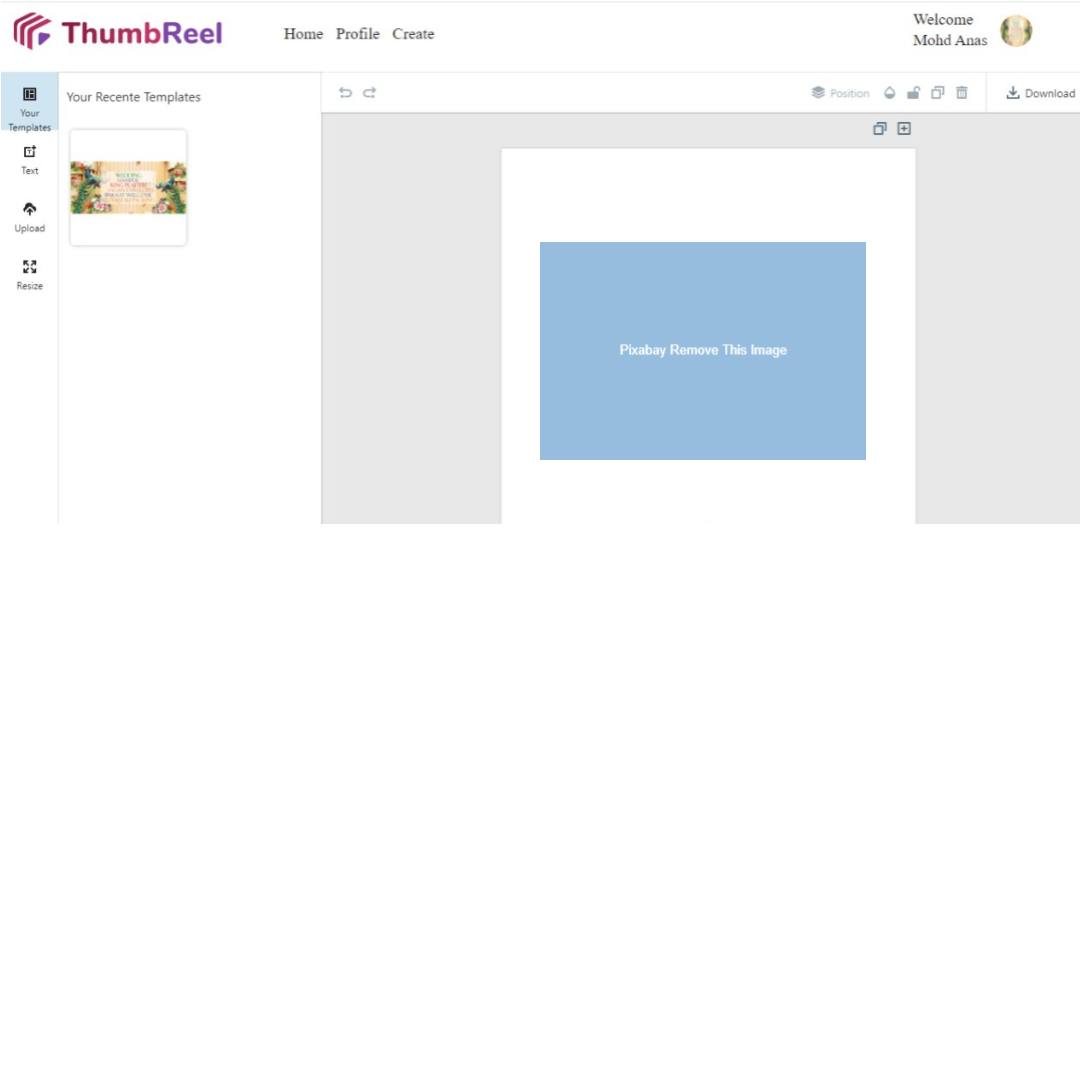 ThumbReel
Home Profile Create
Welcome
Mohd Anas
Your
Templates
Text
Upload
Resize
Your Recente Templates
WEDDING
Position
Download
Pixabay Remove This Image